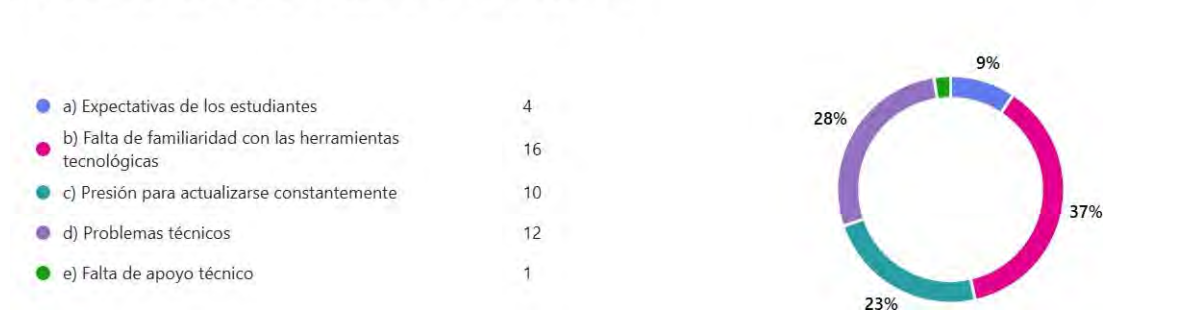 a) Expectativas de los estudiantes 4
b) Falta de familiaridad con las herramientas
tecnológicas 16
c) Presión para actualizarse constantemente 10
d) Problemas técnicos 12
e) Falta de apoyo técnico 1
9%
28%
37%
23%